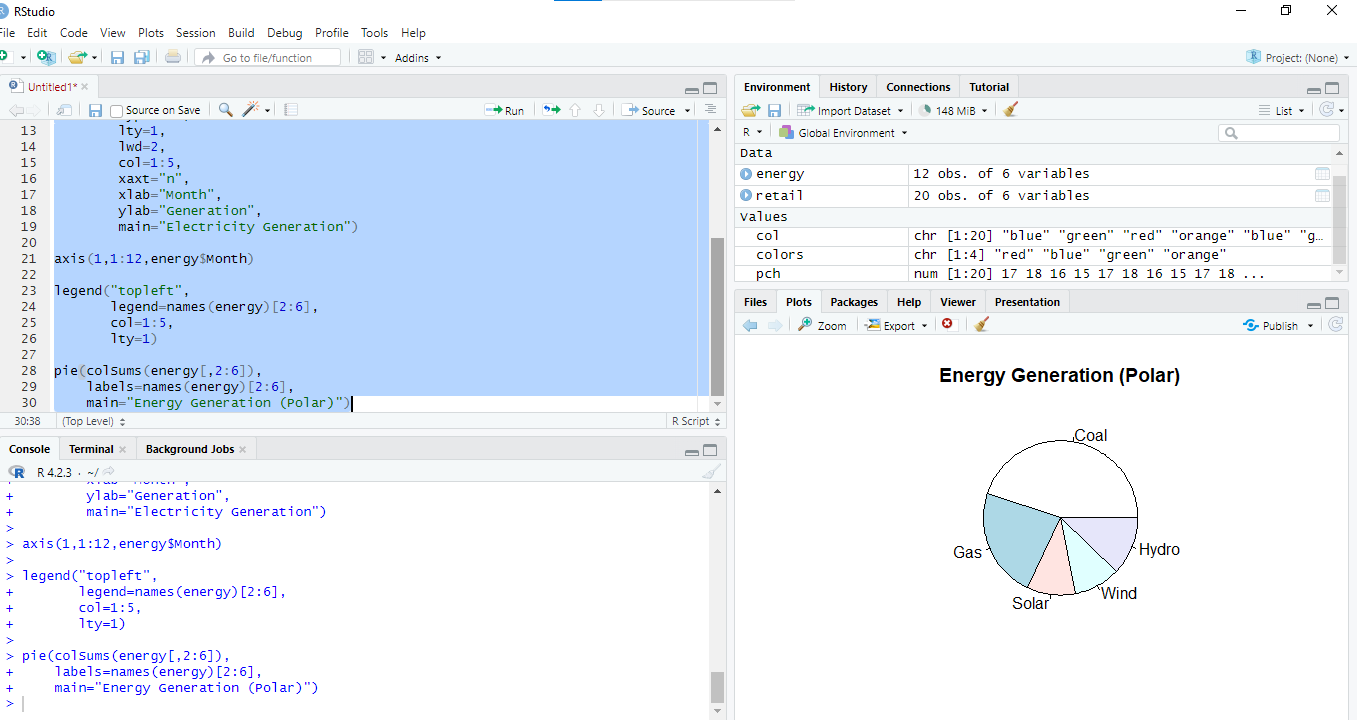 RStudio
File Edit Code View Plots Session Build Debug Profile Tools Help
Go to file/function Addins Project: (None)
Untitled1*
Source on Save Run Source
13 lty=1,
14 lwd=2,
15 col=1:5,
16 xaxt="n",
17 xlab="Month",
18 ylab="Generation",
19 main="Electricity Generation")
20
21 axis(1,1:12,energy$Month)
22
23 legend("topleft",
24 legend=names(energy)[2:6],
25 col=1:5,
26 lty=1)
27
28 pie(colSums(energy[,2:6]),
29 labels=names(energy)[2:6],
30 main="Energy Generation (Polar)")
30:38 (Top Level) R Script
Console Terminal Background Jobs
R 4.2.3 · ~/
+ ylab="Generation",
+ main="Electricity Generation")
>
> axis(1,1:12,energy$Month)
>
> legend("topleft",
+ legend=names(energy)[2:6],
+ col=1:5,
+ lty=1)
>
> pie(colSums(energy[,2:6]),
+ labels=names(energy)[2:6],
+ main="Energy Generation (Polar)")
>
Environment History Connections Tutorial
Import Dataset 148 MiB List
R Global Environment
Data
energy 12 obs. of 6 variables
retail 20 obs. of 6 variables
values
col chr [1:20] "blue" "green" "red" "orange" "blue" "g…
colors chr [1:4] "red" "blue" "green" "orange"
pch num [1:20] 17 18 16 15 17 18 16 15 17 18 ...
Files Plots Packages Help Viewer Presentation
Zoom Export Publish
Energy Generation (Polar)
Coal
Gas
Hydro
Wind
Solar